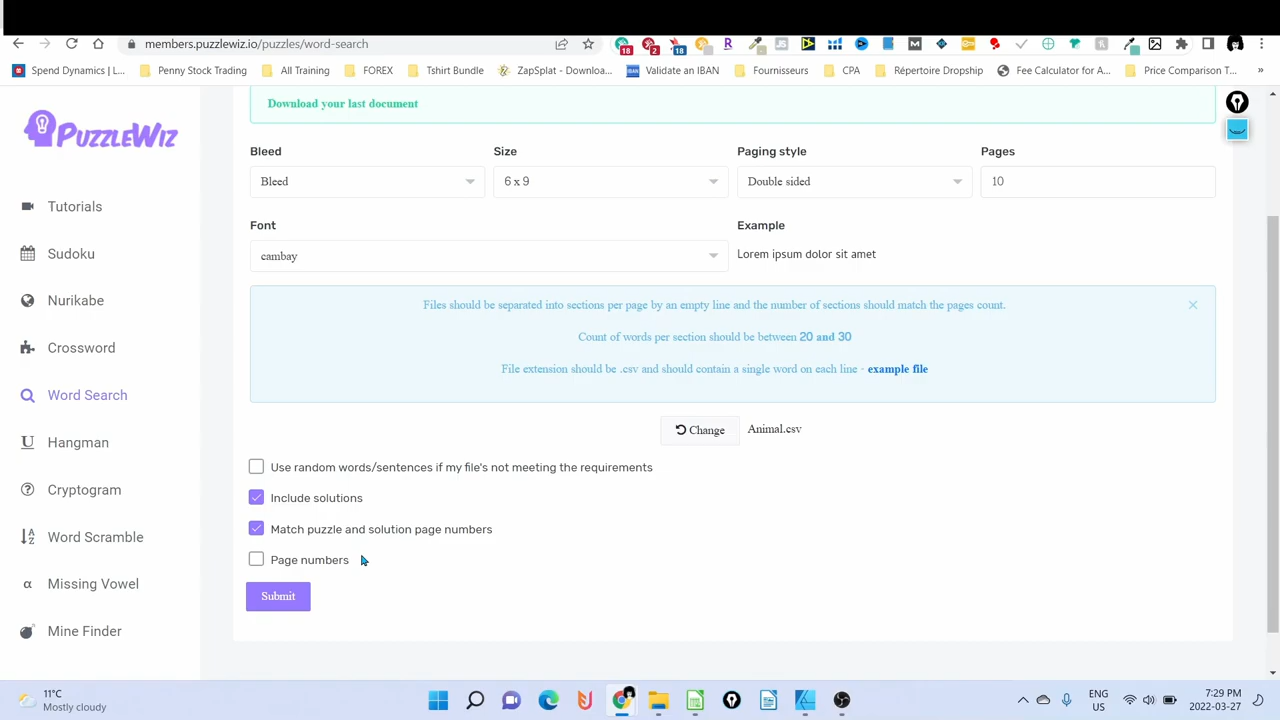 members.puzzlewiz.io/puzzles/word-search
18
2
18
Spend Dynamics | L...
Penny Stock Trading
All Training
FOREX
Tshirt Bundle
ZapSplat - Downloa...
Validate an IBAN
Fournisseurs
CPA
Répertoire Dropship
Fee Calculator for A...
Price Comparison T...
»
PuzzleWiz
Tutorials
Sudoku
Nurikabe
Crossword
Word Search
Hangman
Cryptogram
Word Scramble
Missing Vowel
Mine Finder
Download your last document
Bleed
Size
Paging style
Pages
Bleed
6 x 9
Double sided
10
Font
Example
cambay
Lorem ipsum dolor sit amet
Files should be separated into sections per page by an empty line and the number of sections should match the pages count.
Count of words per section should be between 20 and 30
File extension should be .csv and should contain a single word on each line - example file
Change
Animal.csv
Use random words/sentences if my file's not meeting the requirements
Include solutions
Match puzzle and solution page numbers
Page numbers
Submit
11°C
Mostly cloudy
ENG
US
7:29 PM
2022-03-27